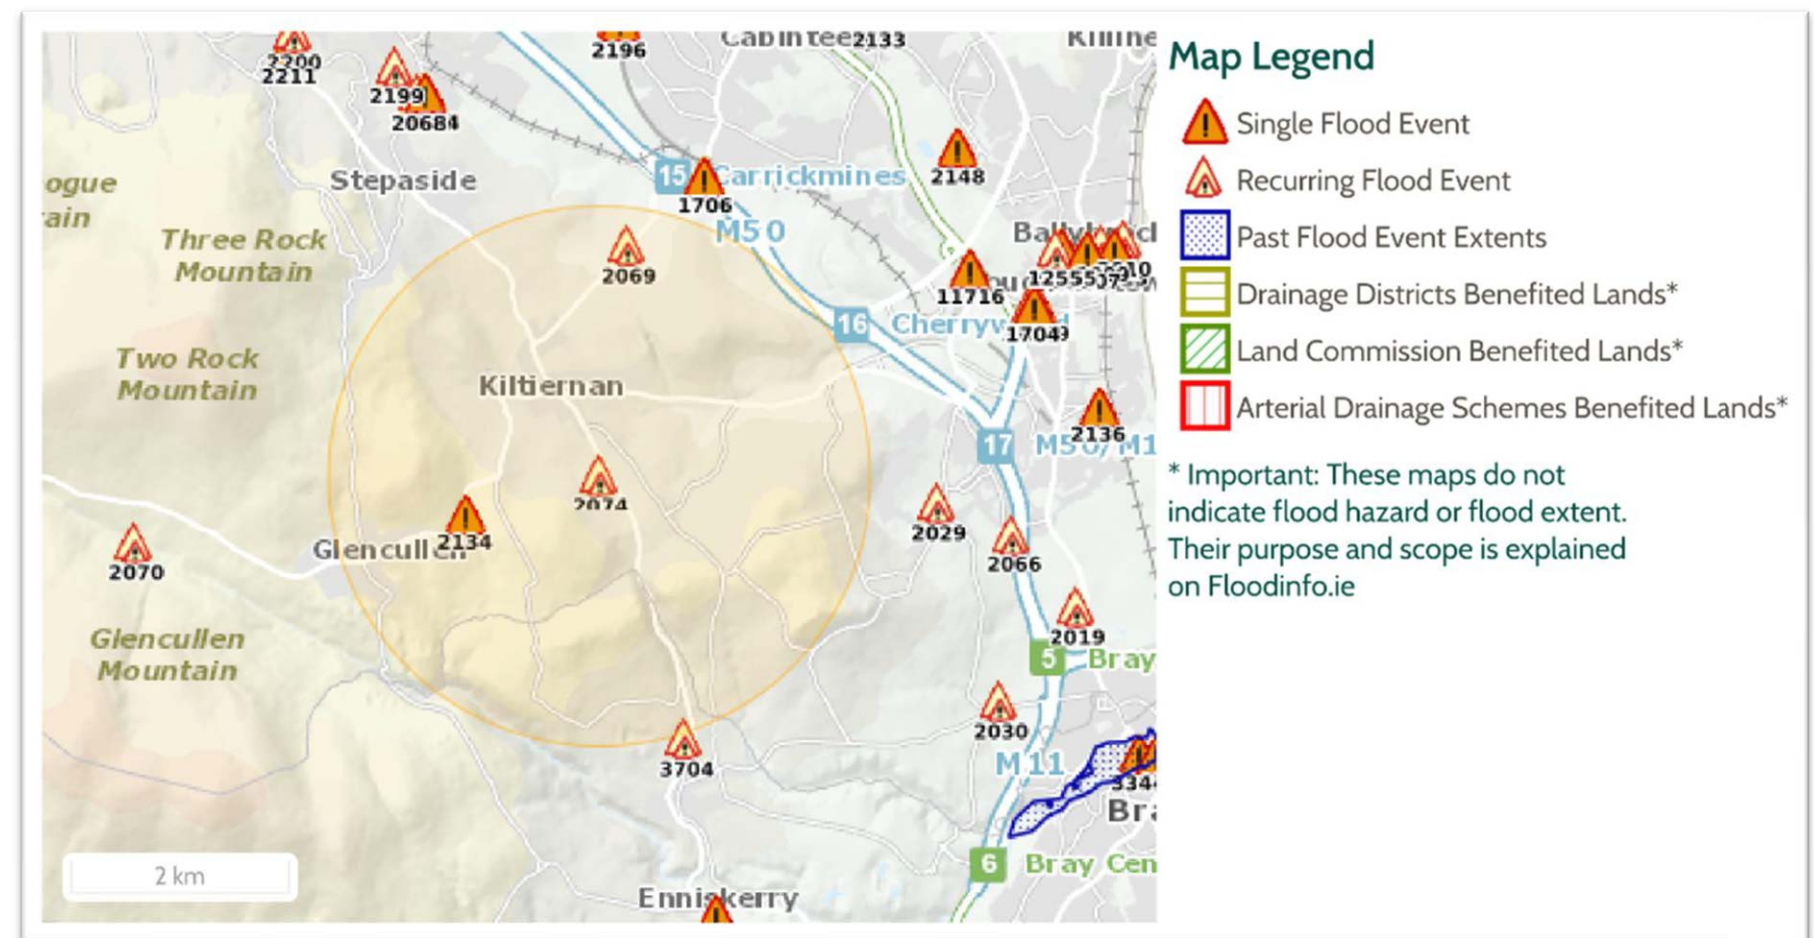 2200
2211
2199
20684
2196
Cabintee
2133
Stepaside
15
Carrickmines
1706
2148
M50
ogue
ain
Three Rock
Mountain
2069
11716
16
17049
Two Rock
Mountain
Kiltiernan
2136
17
2074
2134
2029
2066
2070
2019
Glencullen
Mountain
5
Bray
2030
M11
3704
2 km
6
Bray Cen
Enniskerry
Map Legend
Single Flood Event
Recurring Flood Event
Past Flood Event Extents
Drainage Districts Benefited Lands*
Land Commission Benefited Lands*
Arterial Drainage Schemes Benefited Lands*
* Important: These maps do not
indicate flood hazard or flood extent.
Their purpose and scope is explained
on Floodinfo.ie